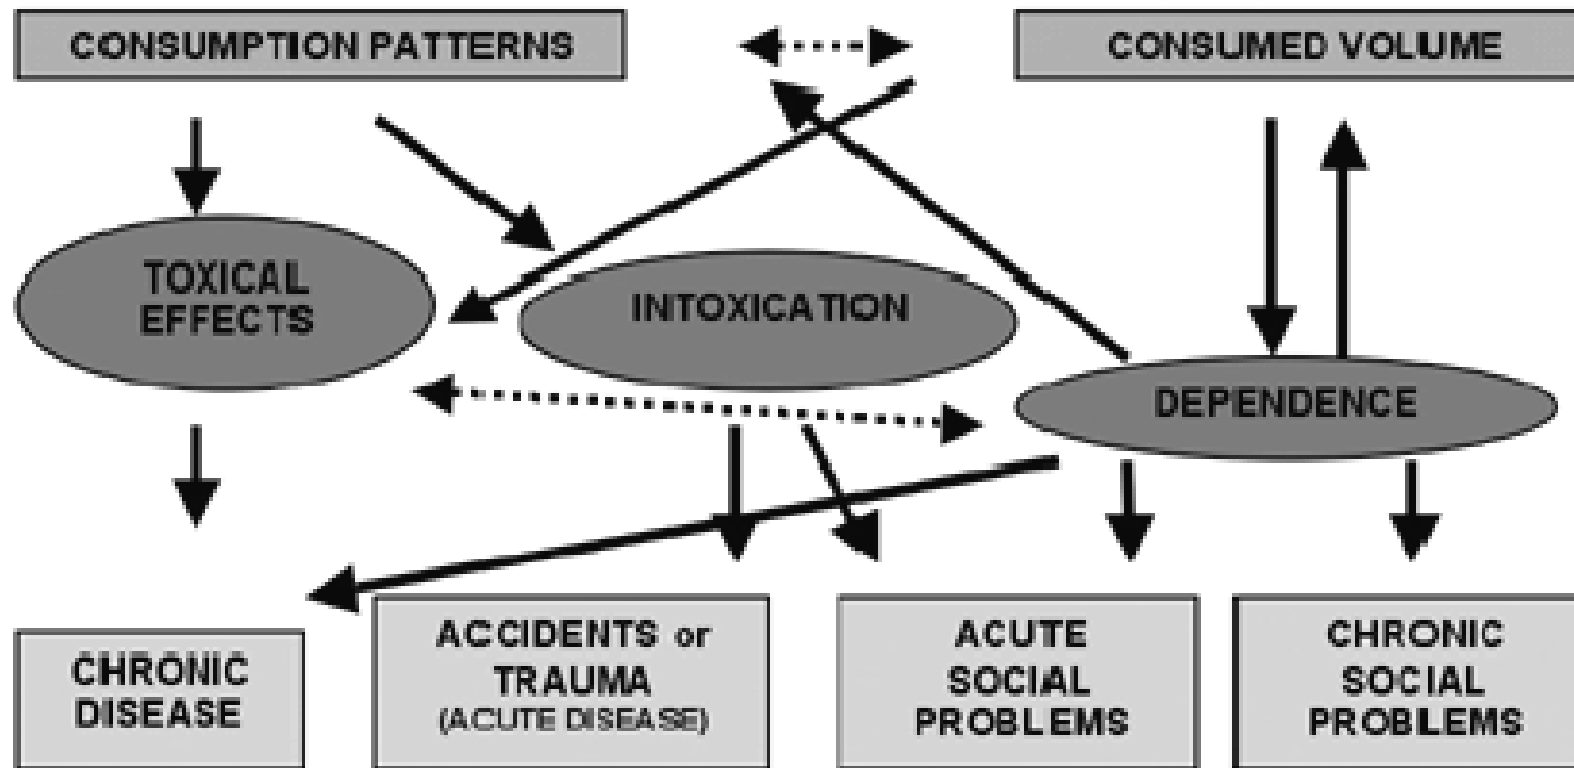 CONSUMPTION PATTERNS
CONSUMED VOLUME
TOXICAL
EFFECTS
INTOXICATION
DEPENDENCE
CHRONIC
DISEASE
ACCIDENTS or
TRAUMA
(ACUTE DISEASE)
ACUTE
SOCIAL
PROBLEMS
CHRONIC
SOCIAL
PROBLEMS